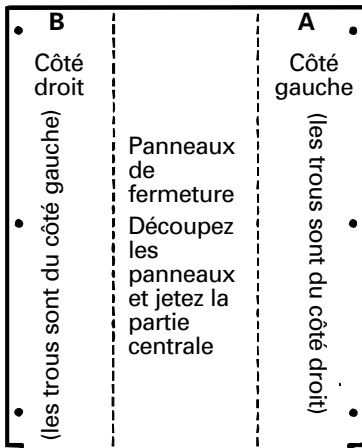 B
Côté
droit
(les trous sont du côté gauche)
Panneaux
de
fermeture
Découpez
les
panneaux
et jetez la
partie
centrale
A
Côté
gauche
(les trous sont du côté droit)